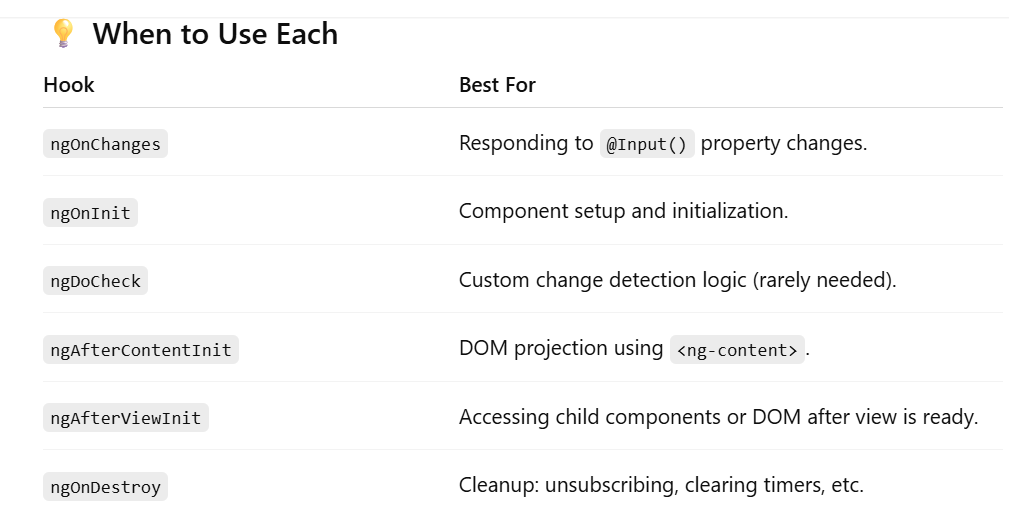 💡 When to Use Each
Hook Best For
ngOnChanges Responding to @Input() property changes.
ngOnInit Component setup and initialization.
ngDoCheck Custom change detection logic (rarely needed).
ngAfterContentInit DOM projection using <ng-content>.
ngAfterViewInit Accessing child components or DOM after view is ready.
ngOnDestroy Cleanup: unsubscribing, clearing timers, etc.